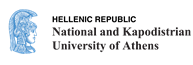 HELLENIC REPUBLIC
National and Kapodistrian
University of Athens